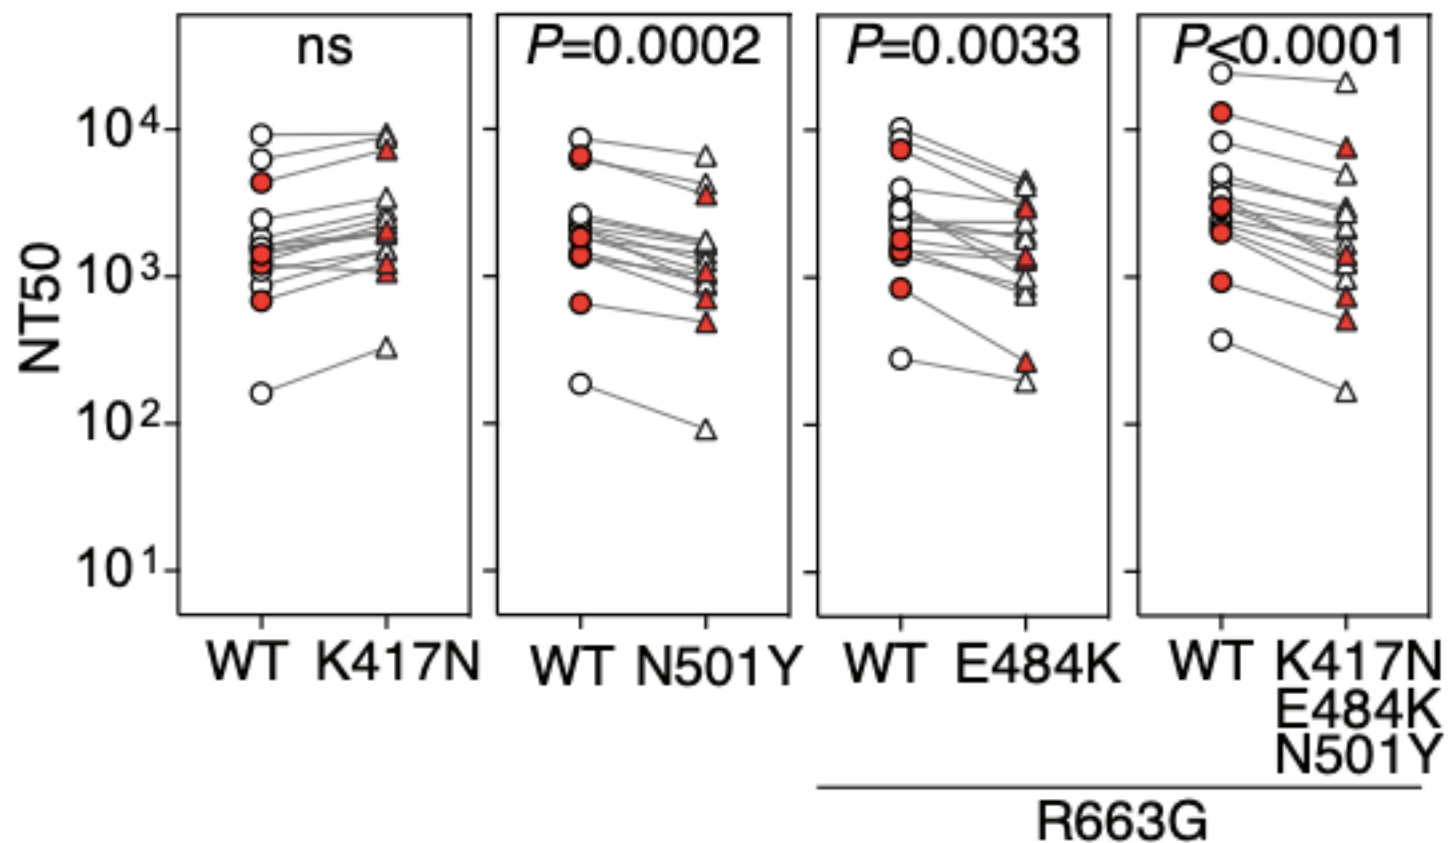 ns
P=0.0002
P=0.0033
P<0.0001
NT50
10⁴
10³
10²
10¹
WT K417N
WT N501Y
WT E484K
WT K417N
E484K
N501Y
R663G